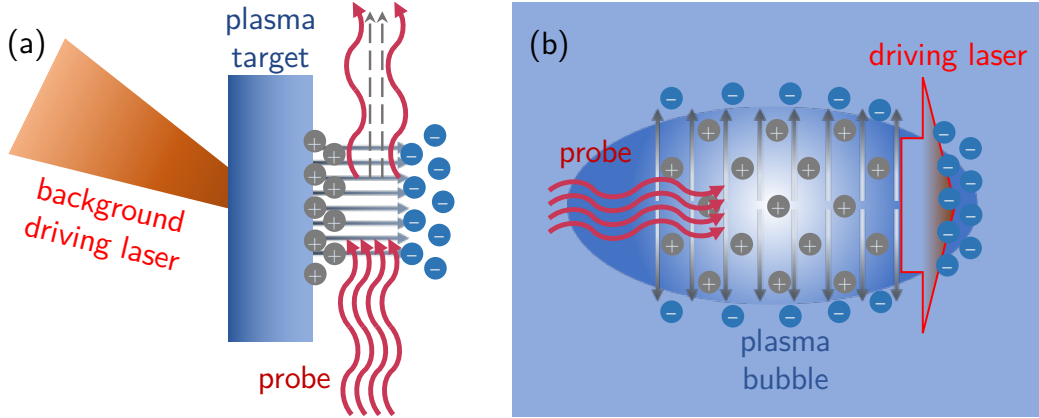 (a)
plasma
target
background
driving laser
probe
(b)
driving laser
probe
plasma
bubble